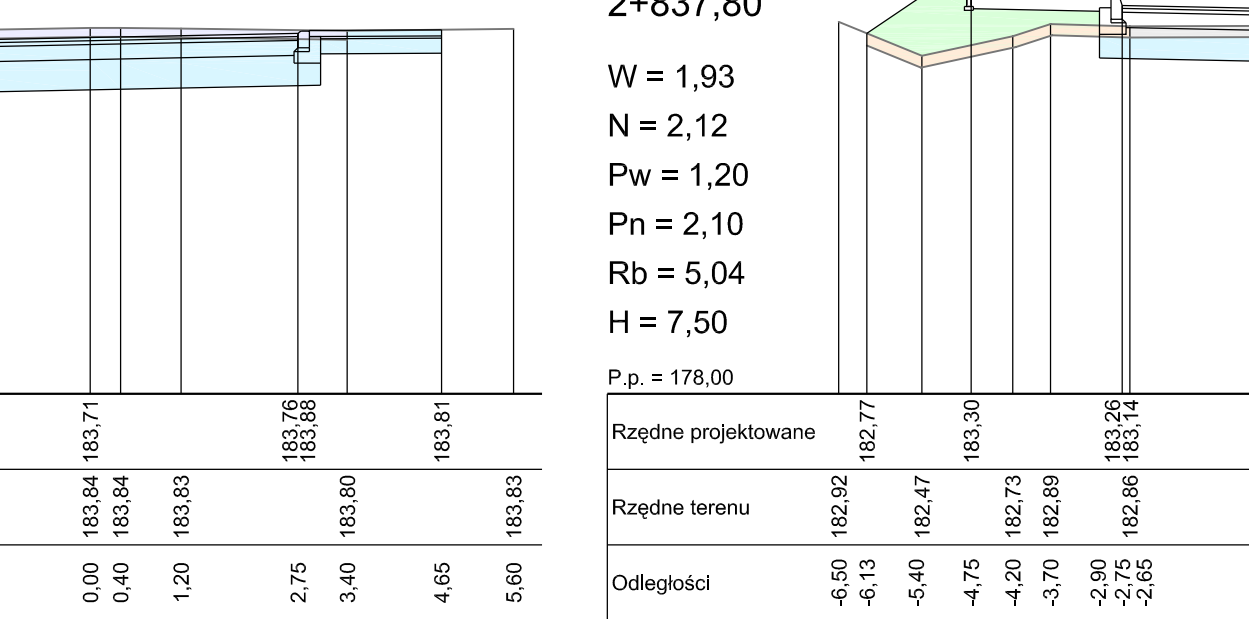 183,71 183,76 183,88 183,81
183,84 183,84 183,83 183,80 183,83
0,00 0,40 1,20 2,75 3,40 4,65 5,60
2+837,80
W = 1,93
N = 2,12
Pw = 1,20
Pn = 2,10
Rb = 5,04
H = 7,50
P.p. = 178,00
Rzędne projektowane 182,77 183,30 183,26 183,14
Rzędne terenu 182,92 182,47 182,73 182,89 182,86
Odległości -6,50 -6,13 -5,40 -4,75 -4,20 -3,70 -2,90 -2,75 -2,65